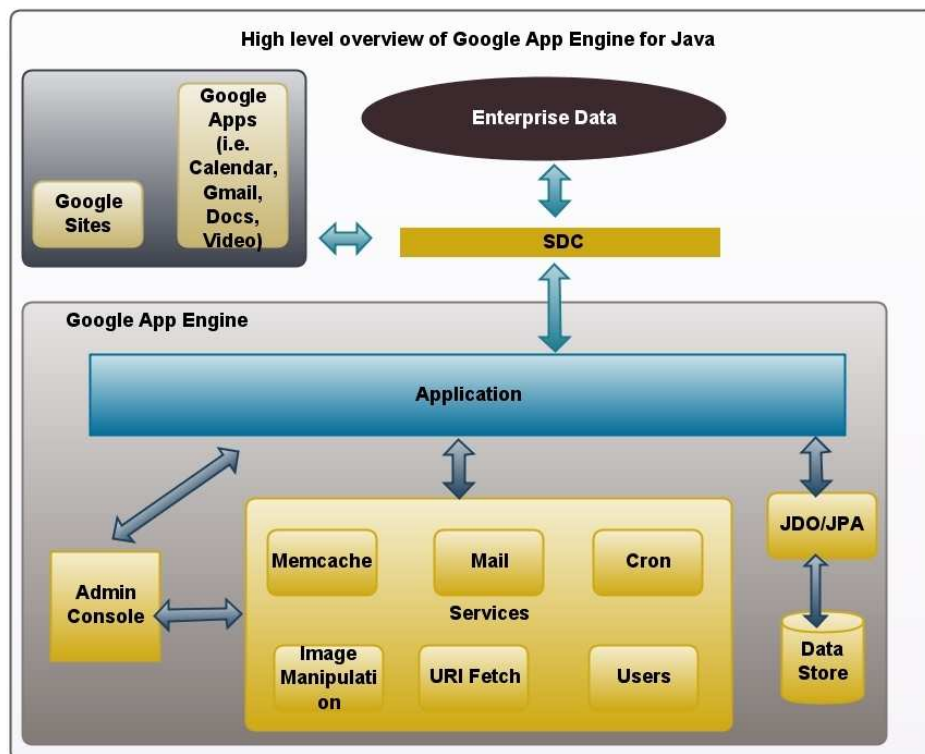 High level overview of Google App Engine for Java
Google
Apps
(i.e.
Calendar,
Gmail,
Docs,
Video)
Google
Sites
Enterprise Data
SDC
Google App Engine
Application
Admin
Console
Memcache
Mail
Cron
Services
Image
Manipulati
on
URI Fetch
Users
JDO/JPA
Data
Store